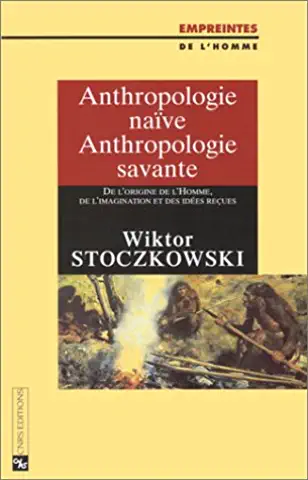 EMPREINTES
DE L'HOMME
Anthropologie
naïve
Anthropologie
savante
DE L'ORIGINE DE L'HOMME,
DE L'IMAGINATION ET DES IDÉES REÇUES
Wiktor
STOCZKOWSKI
CNRS EDITIONS